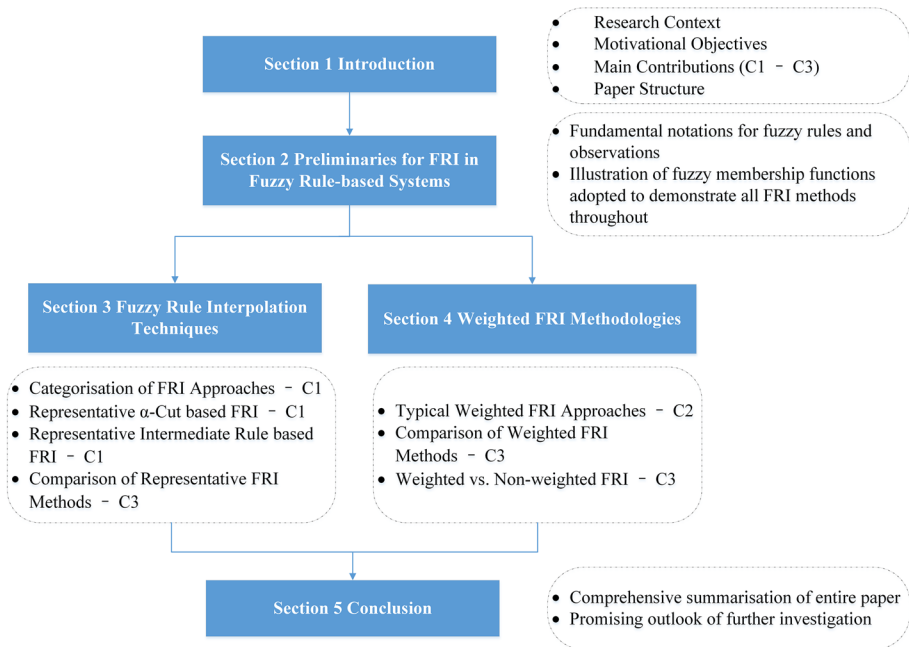 Section 1 Introduction
• Research Context
• Motivational Objectives
• Main Contributions (C1 – C3)
• Paper Structure
Section 2 Preliminaries for FRI in
Fuzzy Rule-based Systems
• Fundamental notations for fuzzy rules and
observations
• Illustration of fuzzy membership functions
adopted to demonstrate all FRI methods
throughout
Section 3 Fuzzy Rule Interpolation
Techniques
• Categorisation of FRI Approaches – C1
• Representative α-Cut based FRI – C1
• Representative Intermediate Rule based
FRI – C1
• Comparison of Representative FRI
Methods – C3
Section 4 Weighted FRI Methodologies
• Typical Weighted FRI Approaches – C2
• Comparison of Weighted FRI
Methods – C3
• Weighted vs. Non-weighted FRI – C3
Section 5 Conclusion
• Comprehensive summarisation of entire paper
• Promising outlook of further investigation